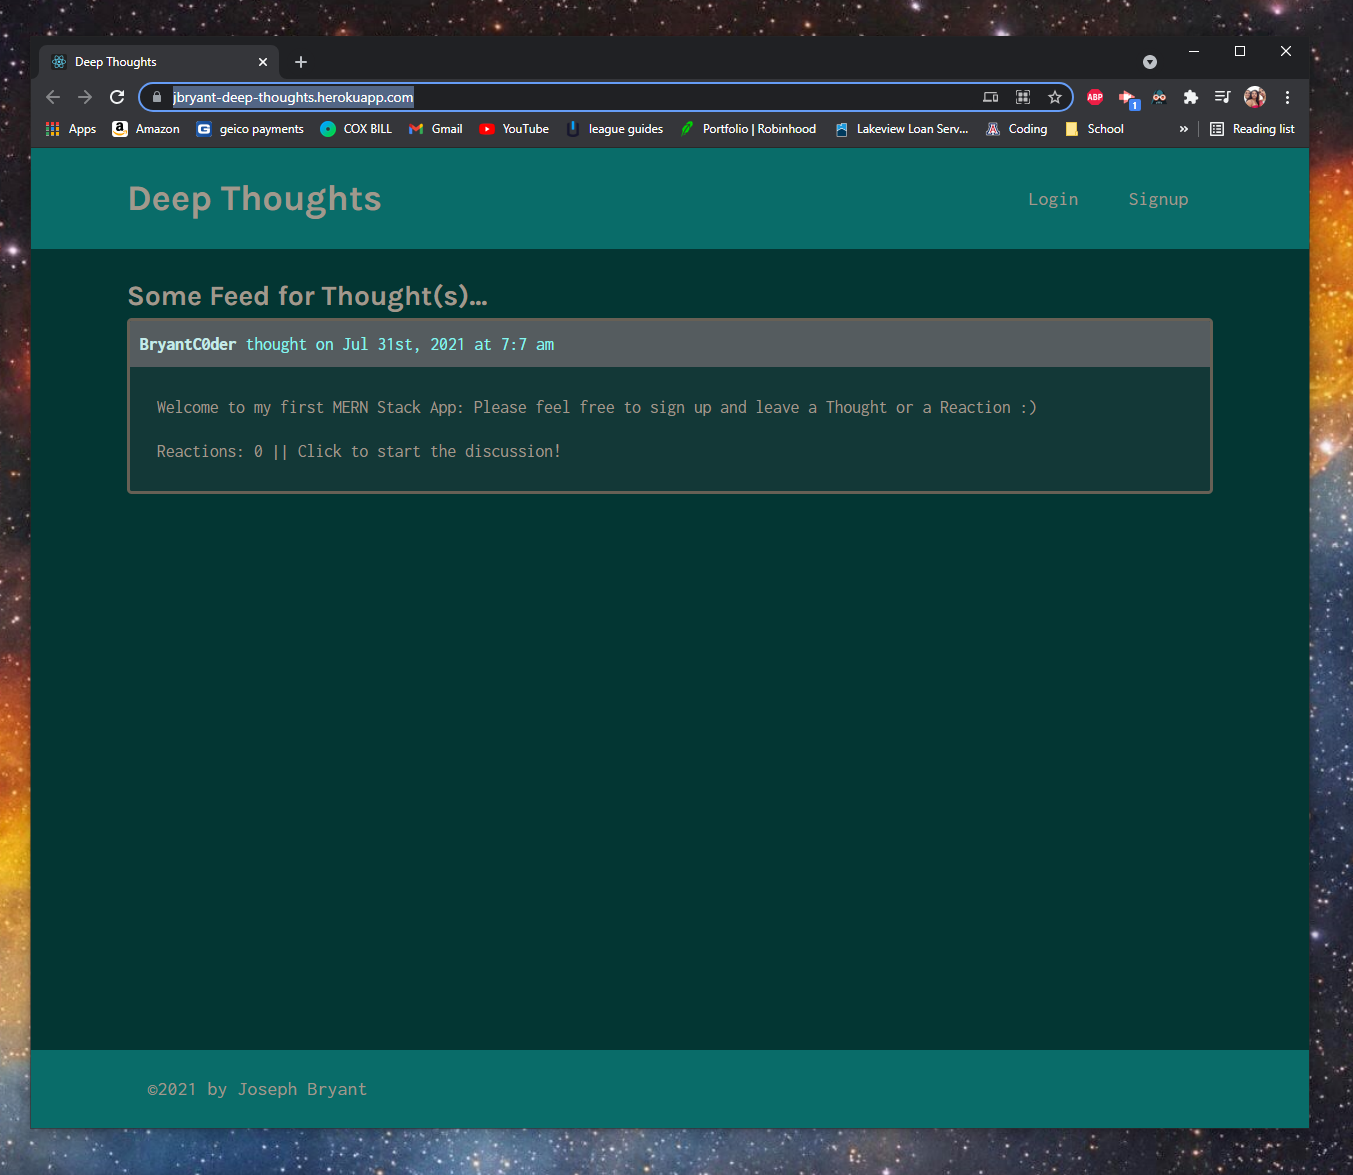 Deep Thoughts
jbryant-deep-thoughts.herokuapp.com
ABP
1
Apps
Amazon
geico payments
COX BILL
Gmail
YouTube
league guides
Portfolio | Robinhood
Lakeview Loan Serv...
Coding
School
»
Reading list
Deep Thoughts
Login
Signup
Some Feed for Thought(s)...
BryantC0der thought on Jul 31st, 2021 at 7:7 am
Welcome to my first MERN Stack App: Please feel free to sign up and leave a Thought or a Reaction :)
Reactions: 0 || Click to start the discussion!
©2021 by Joseph Bryant